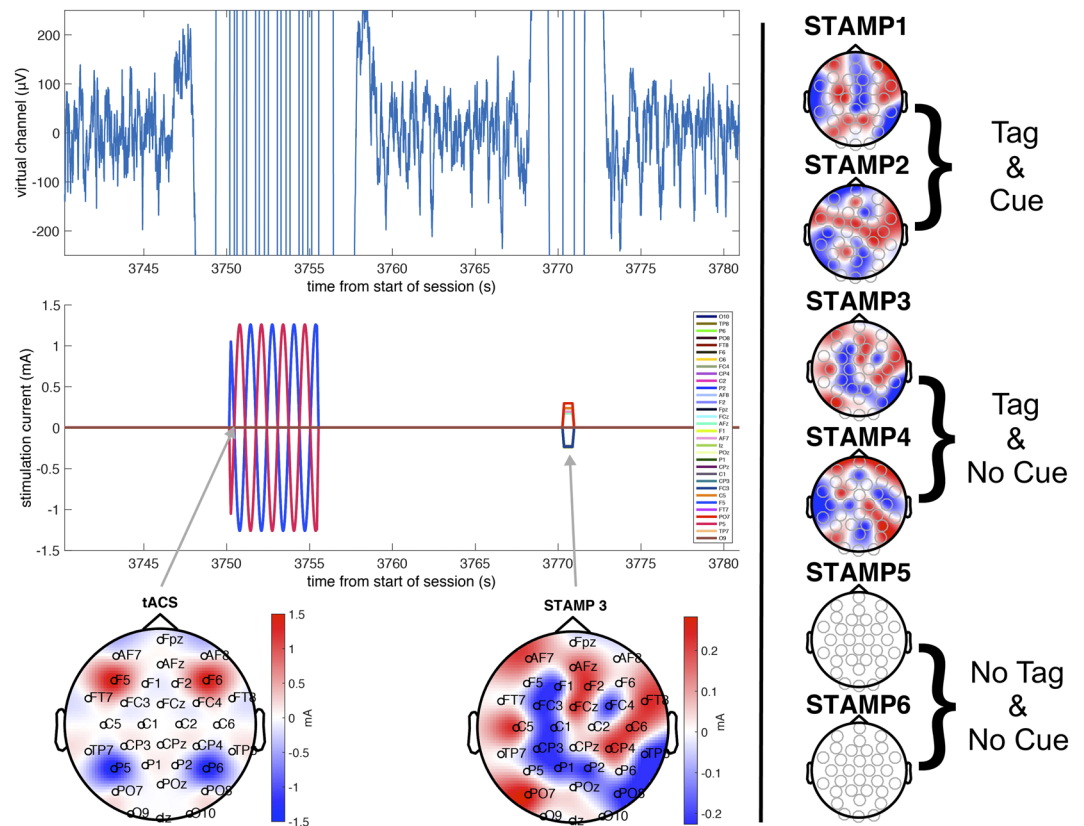 200
100
0
-100
-200
virtual channel (µV)
3745 3750 3755 3760 3765 3770 3775 3780
time from start of session (s)
1.5
1
0.5
0
-0.5
-1
-1.5
stimulation current (mA)
3745 3750 3755 3760 3765 3770 3775 3780
time from start of session (s)
O10
TP8
P6
PO8
FT8
F6
C6
FC4
CP4
C2
P2
AF8
F2
Fpz
FCz
AFz
F1
AF7
Iz
POz
P1
CPz
C1
CP3
FC3
C5
F5
FT7
PO7
P5
TP7
O9
tACS
Fpz
AF7 AF8
AFz
F5 F1 F2 F6
FT7 FC3 FCz FC4 FT8
C5 C1 C2 C6
TP7 CP3 CPz CP4 TP8
P5 P1 P2 P6
PO7 POz PO8
O9 Iz O10
1.5
1
0.5
0
-0.5
-1
-1.5
mA
STAMP 3
Fpz
AF7 AF8
AFz
F5 F1 F2 F6
FT7 FC3 FCz FC4 FT8
C5 C1 C2 C6
TP7 CP3 CPz CP4 TP8
P5 P1 P2 P6
PO7 POz PO8
O9 Iz O10
0.2
0.1
0
-0.1
-0.2
mA
STAMP1
STAMP2
Tag
&
Cue
STAMP3
STAMP4
Tag
&
No Cue
STAMP5
STAMP6
No Tag
&
No Cue